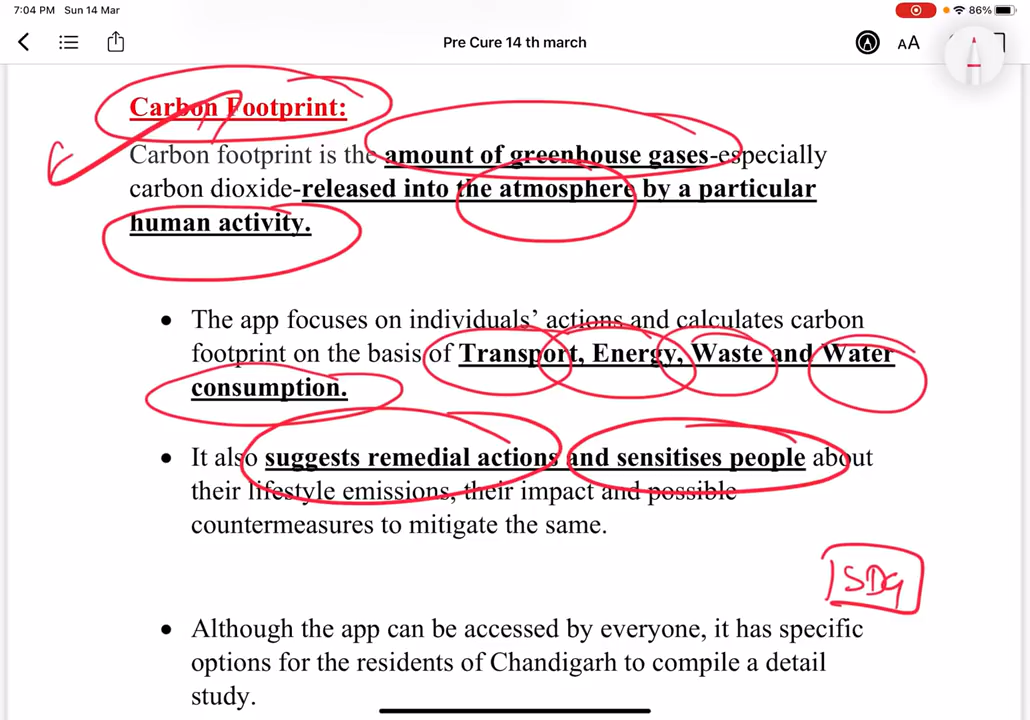 7:04 PM Sun 14 Mar
86%
Pre Cure 14 th march
AA
Carbon Footprint:
Carbon footprint is the amount of greenhouse gases-especially
carbon dioxide-released into the atmosphere by a particular
human activity.
• The app focuses on individuals’ actions and calculates carbon
footprint on the basis of Transport, Energy, Waste and Water
consumption.
• It also suggests remedial actions and sensitises people about
their lifestyle emissions, their impact and possible
countermeasures to mitigate the same.
SDG
• Although the app can be accessed by everyone, it has specific
options for the residents of Chandigarh to compile a detail
study.